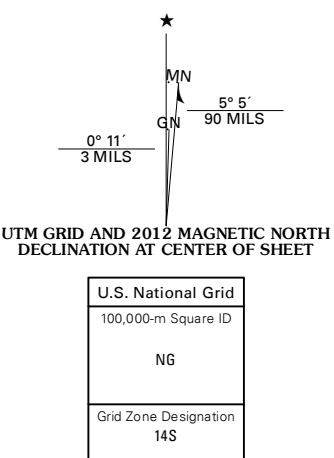 ★
MN
5° 5´
90 MILS
GN
0° 11´
3 MILS
UTM GRID AND 2012 MAGNETIC NORTH
DECLINATION AT CENTER OF SHEET
U.S. National Grid
100,000-m Square ID
NG
Grid Zone Designation
14S